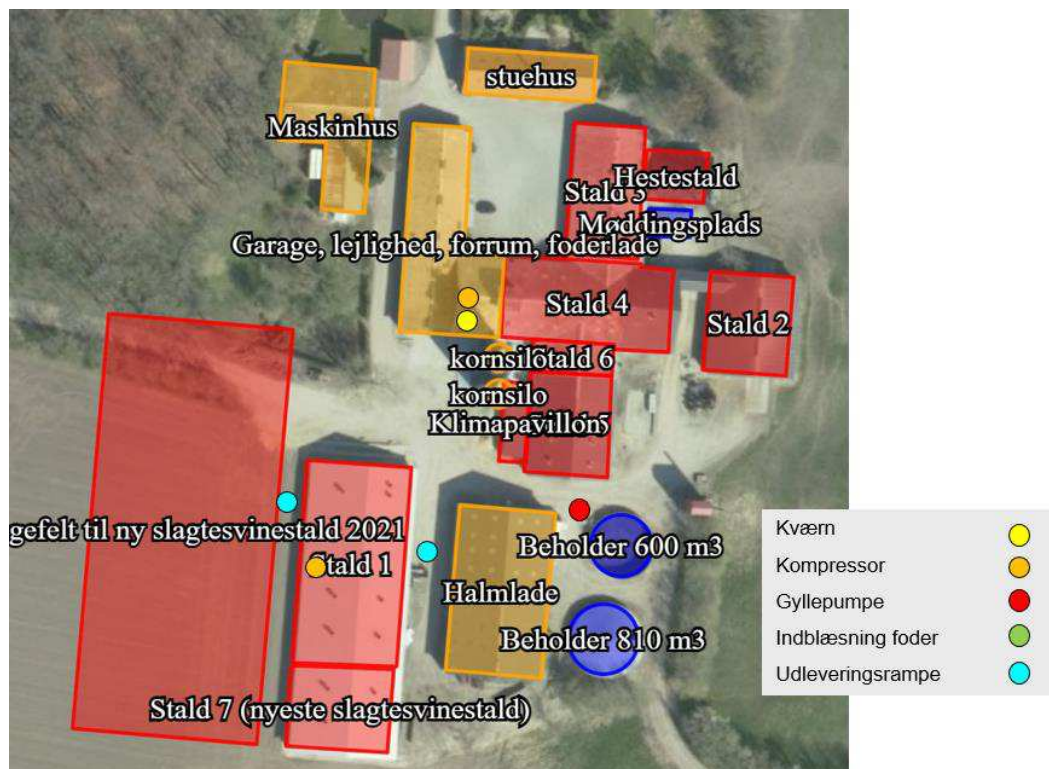 stuehus
Maskinhus
Hestestald
Stald 3
Møddingsplads
Garage, lejlighed, forrum, foderlade
Stald 4
Stald 2
kornsilo
Stald 6
kornsilo
Klimapavillon
gefelt til ny slagtesvinestald 2021
Stald 1
Beholder 600 m3
Halmlade
Beholder 810 m3
Stald 7 (nyeste slagtesvinestald)
Kværn
Kompressor
Gyllepumpe
Indblæsning foder
Udleveringsrampe